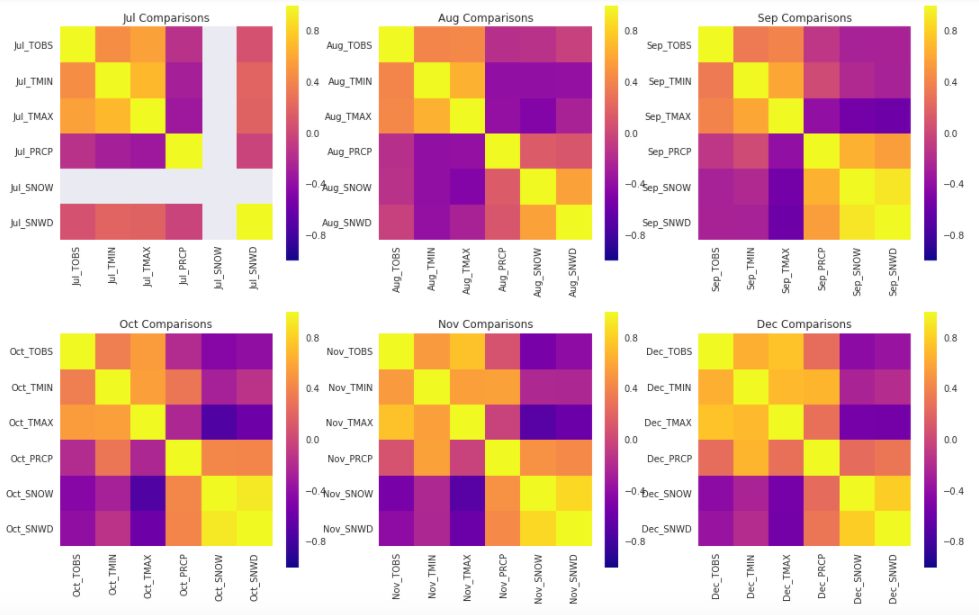 Jul Comparisons
Jul_TOBS
Jul_TMIN
Jul_TMAX
Jul_PRCP
Jul_SNOW
Jul_SNWD
Jul_TOBS
Jul_TMIN
Jul_TMAX
Jul_PRCP
Jul_SNOW
Jul_SNWD
0.8
0.4
0.0
−0.4
−0.8
Aug Comparisons
Aug_TOBS
Aug_TMIN
Aug_TMAX
Aug_PRCP
Aug_SNOW
Aug_SNWD
Aug_TOBS
Aug_TMIN
Aug_TMAX
Aug_PRCP
Aug_SNOW
Aug_SNWD
0.8
0.4
0.0
−0.4
−0.8
Sep Comparisons
Sep_TOBS
Sep_TMIN
Sep_TMAX
Sep_PRCP
Sep_SNOW
Sep_SNWD
Sep_TOBS
Sep_TMIN
Sep_TMAX
Sep_PRCP
Sep_SNOW
Sep_SNWD
0.8
0.4
0.0
−0.4
−0.8
Oct Comparisons
Oct_TOBS
Oct_TMIN
Oct_TMAX
Oct_PRCP
Oct_SNOW
Oct_SNWD
Oct_TOBS
Oct_TMIN
Oct_TMAX
Oct_PRCP
Oct_SNOW
Oct_SNWD
0.8
0.4
0.0
−0.4
−0.8
Nov Comparisons
Nov_TOBS
Nov_TMIN
Nov_TMAX
Nov_PRCP
Nov_SNOW
Nov_SNWD
Nov_TOBS
Nov_TMIN
Nov_TMAX
Nov_PRCP
Nov_SNOW
Nov_SNWD
0.8
0.4
0.0
−0.4
−0.8
Dec Comparisons
Dec_TOBS
Dec_TMIN
Dec_TMAX
Dec_PRCP
Dec_SNOW
Dec_SNWD
Dec_TOBS
Dec_TMIN
Dec_TMAX
Dec_PRCP
Dec_SNOW
Dec_SNWD
0.8
0.4
0.0
−0.4
−0.8